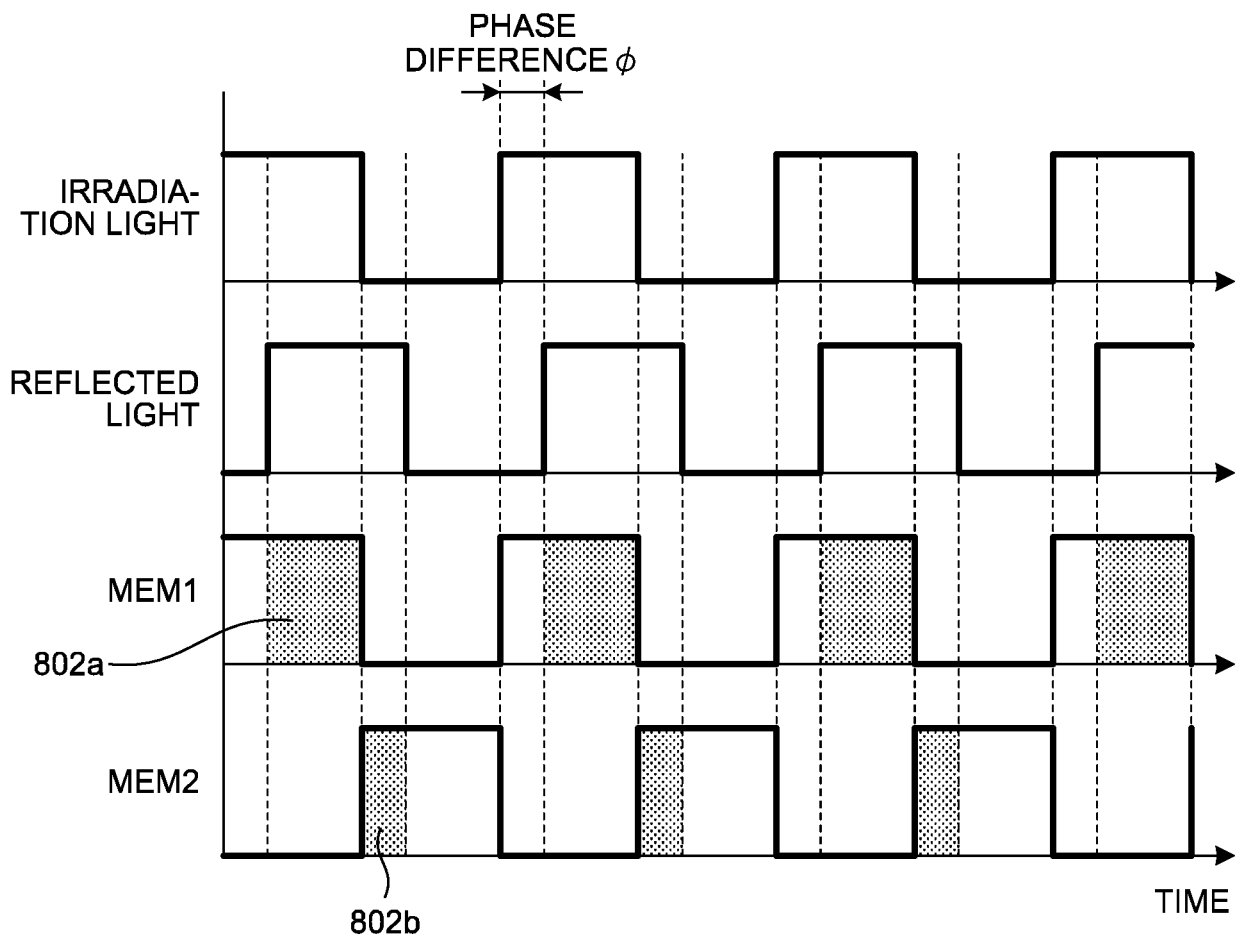 PHASE
DIFFERENCE ϕ
IRRADIA-
TION LIGHT
REFLECTED
LIGHT
MEM1
802a
MEM2
802b
TIME